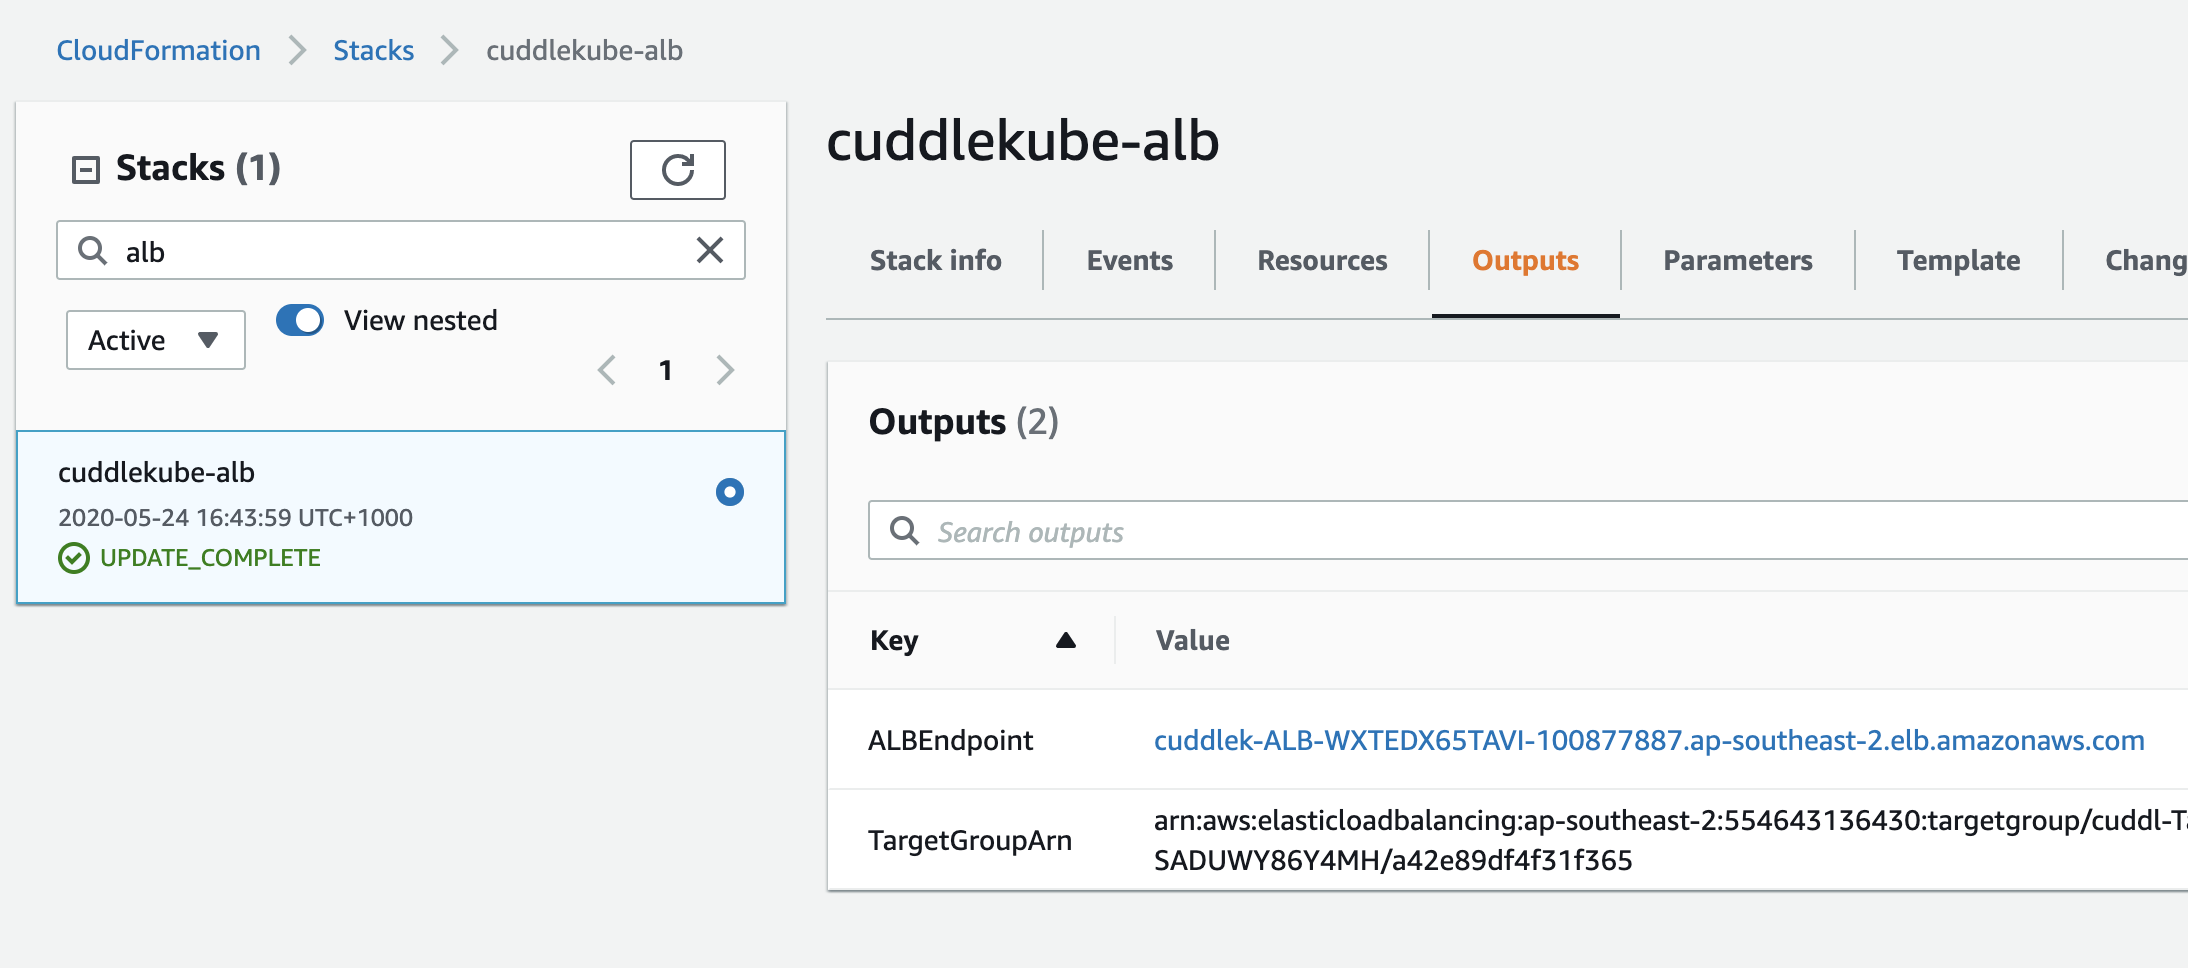 CloudFormation > Stacks > cuddlekube-alb
Stacks (1)
alb
Active
View nested
1
cuddlekube-alb
2020-05-24 16:43:59 UTC+1000
UPDATE_COMPLETE
cuddlekube-alb
Stack info Events Resources Outputs Parameters Template Chang
Outputs (2)
Search outputs
Key Value
ALBEndpoint cuddlek-ALB-WXTEDX65TAVI-100877887.ap-southeast-2.elb.amazonaws.com
TargetGroupArn arn:aws:elasticloadbalancing:ap-southeast-2:554643136430:targetgroup/cuddl-Ta
SADUWY86Y4MH/a42e89df4f31f365